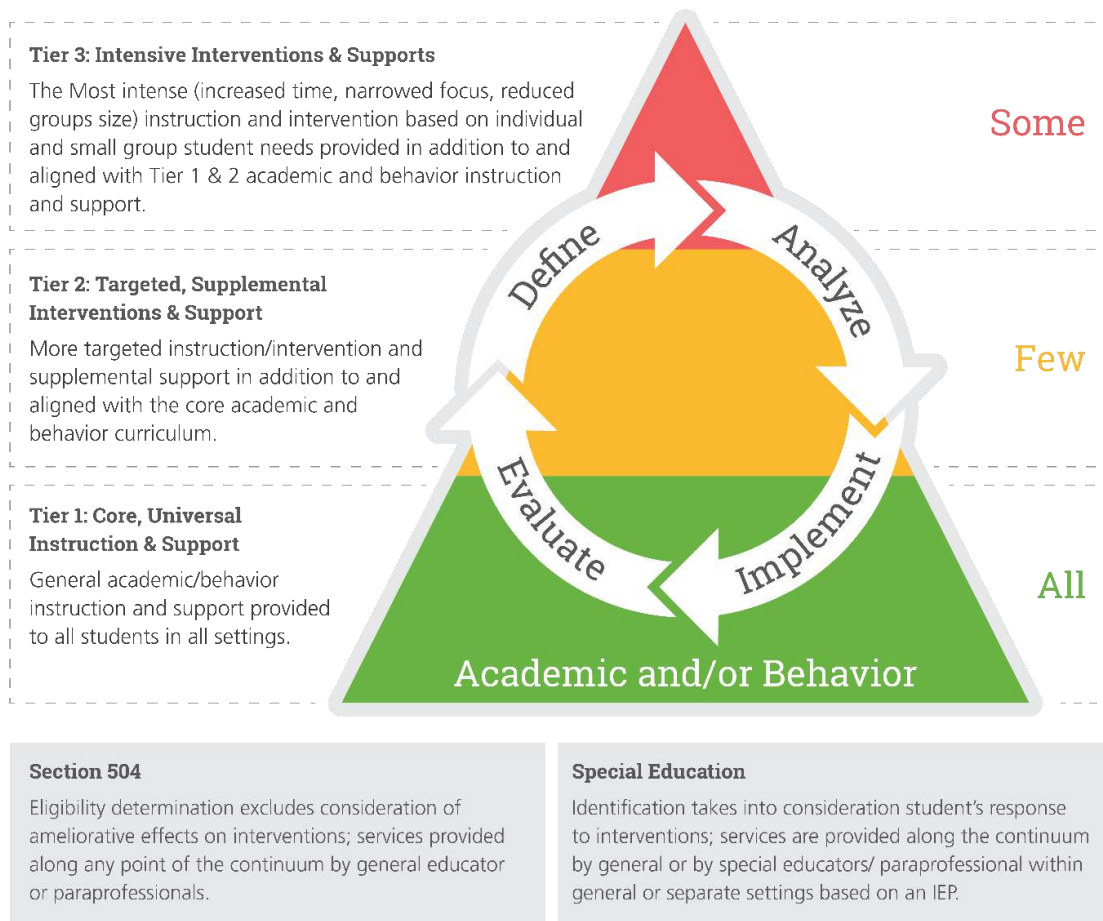 Tier 3: Intensive Interventions & Supports
The Most intense (increased time, narrowed focus, reduced
groups size) instruction and intervention based on individual
and small group student needs provided in addition to and
aligned with Tier 1 & 2 academic and behavior instruction
and support.
Some
Define
Analyze
Tier 2: Targeted, Supplemental
Interventions & Support
More targeted instruction/intervention and
supplemental support in addition to and
aligned with the core academic and
behavior curriculum.
Few
Evaluate
Implement
Tier 1: Core, Universal
Instruction & Support
General academic/behavior
instruction and support provided
to all students in all settings.
All
Academic and/or Behavior
Section 504
Eligibility determination excludes consideration of
ameliorative effects on interventions; services provided
along any point of the continuum by general educator
or paraprofessionals.
Special Education
Identification takes into consideration student's response
to interventions; services are provided along the continuum
by general or by special educators/ paraprofessional within
general or separate settings based on an IEP.